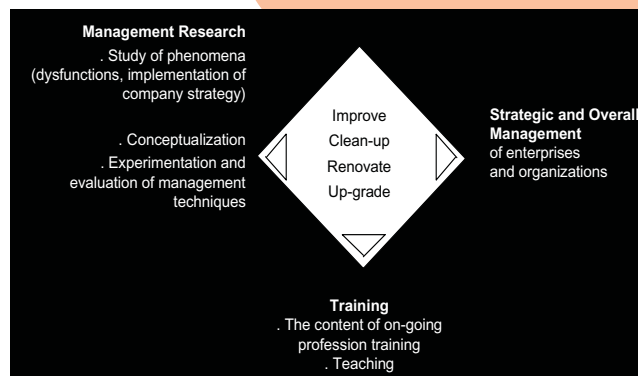 Management Research
. Study of phenomena
(dysfunctions, implementation of
company strategy)
. Conceptualization
. Experimentation and
evaluation of management
techniques
Improve
Clean-up
Renovate
Up-grade
Strategic and Overall
Management
of enterprises
and organizations
Training
. The content of on-going
profession training
. Teaching